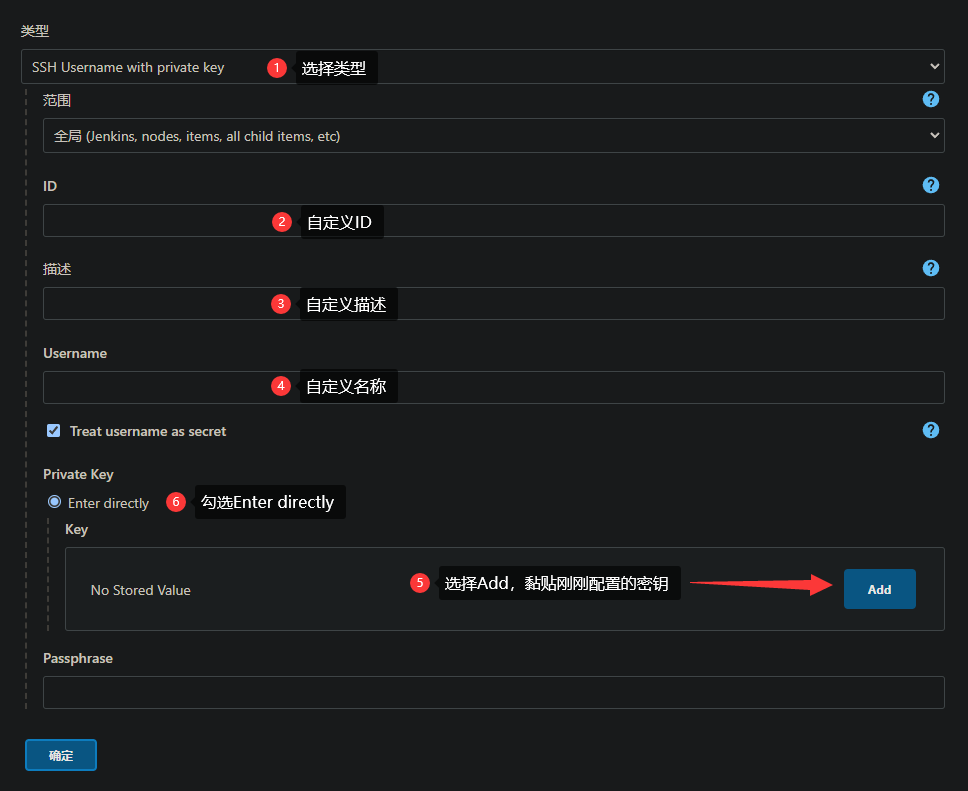 类型
SSH Username with private key 1 选择类型
范围 ?
全局 (Jenkins, nodes, items, all child items, etc)
ID ?
2 自定义ID
描述 ?
3 自定义描述
Username
4 自定义名称
Treat username as secret ?
Private Key
Enter directly 6 勾选Enter directly
Key
No Stored Value 5 选择Add，黏贴刚刚配置的密钥 Add
Passphrase
确定